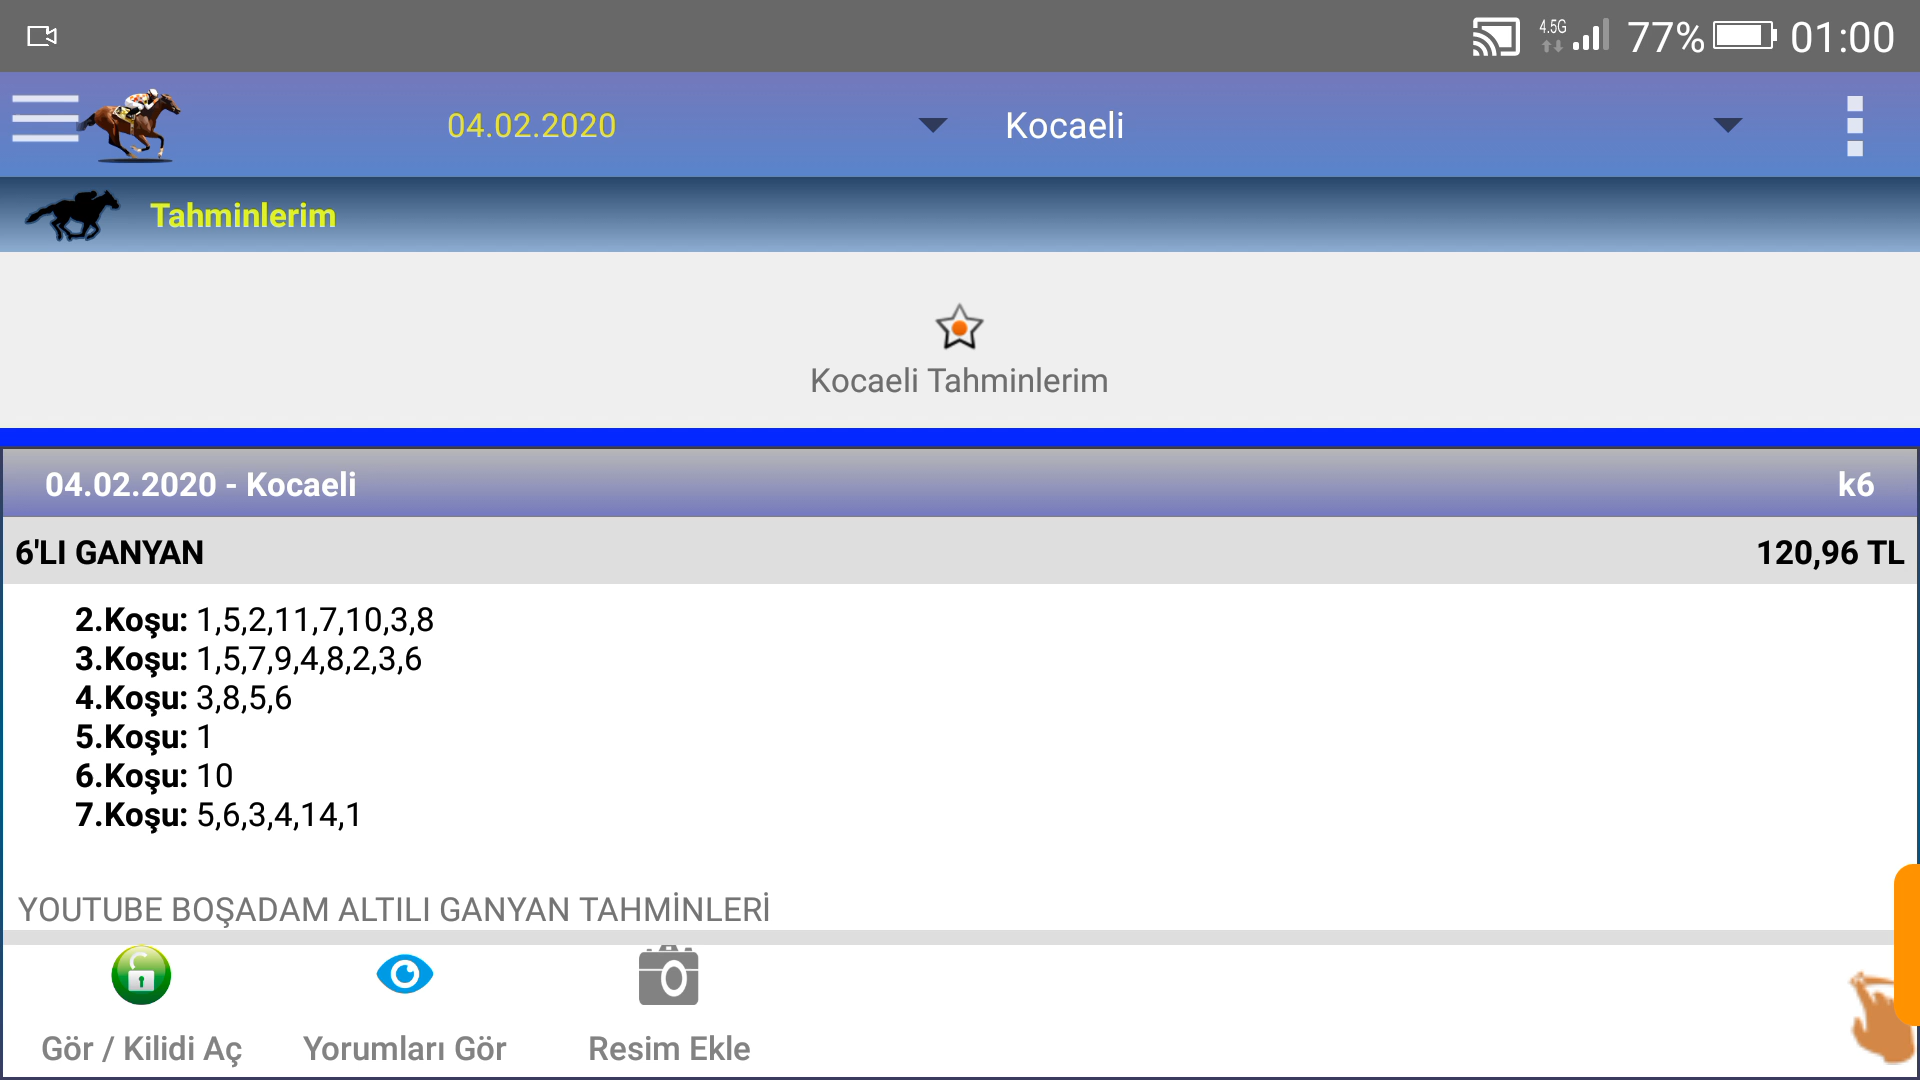 4.5G 77% 01:00
04.02.2020 Kocaeli
Tahminlerim
Kocaeli Tahminlerim
04.02.2020 - Kocaeli k6
6'LI GANYAN 120,96 TL
2.Koşu: 1,5,2,11,7,10,3,8
3.Koşu: 1,5,7,9,4,8,2,3,6
4.Koşu: 3,8,5,6
5.Koşu: 1
6.Koşu: 10
7.Koşu: 5,6,3,4,14,1
YOUTUBE BOŞADAM ALTILI GANYAN TAHMİNLERİ
Gör / Kilidi Aç Yorumları Gör Resim Ekle